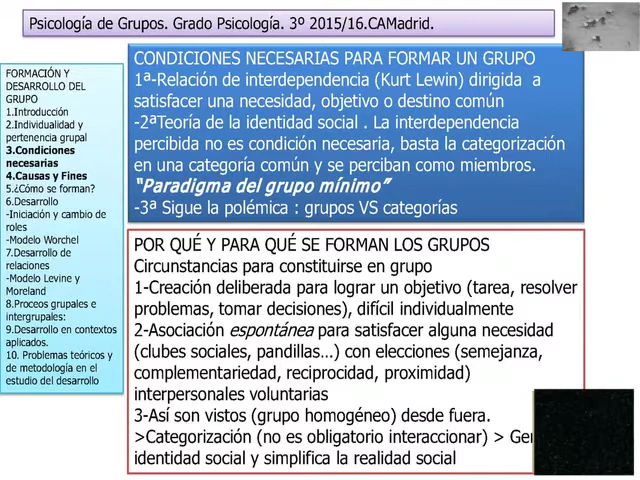 Psicología de Grupos. Grado Psicología. 3º 2015/16.CAMadrid.
FORMACIÓN Y
DESARROLLO DEL
GRUPO
1.Introducción
2.Individualidad y
pertenencia grupal
3.Condiciones
necesarias
4.Causas y Fines
5.¿Cómo se forman?
6.Desarrollo
-Iniciación y cambio de
roles
-Modelo Worchel
7.Desarrollo de
relaciones
-Modelo Levine y
Moreland
8.Proceos grupales e
intergrupales:
9.Desarrollo en contextos
aplicados.
10. Problemas teóricos y
de metodología en el
estudio del desarrollo
CONDICIONES NECESARIAS PARA FORMAR UN GRUPO
1ª-Relación de interdependencia (Kurt Lewin) dirigida a
satisfacer una necesidad, objetivo o destino común
-2ªTeoría de la identidad social . La interdependencia
percibida no es condición necesaria, basta la categorización
en una categoría común y se perciban como miembros.
"Paradigma del grupo mínimo"
-3ª Sigue la polémica : grupos VS categorías
POR QUÉ Y PARA QUÉ SE FORMAN LOS GRUPOS
Circunstancias para constituirse en grupo
1-Creación deliberada para lograr un objetivo (tarea, resolver
problemas, tomar decisiones), difícil individualmente
2-Asociación espontánea para satisfacer alguna necesidad
(clubes sociales, pandillas...) con elecciones (semejanza,
complementariedad, reciprocidad, proximidad)
interpersonales voluntarias
3-Así son vistos (grupo homogéneo) desde fuera.
>Categorización (no es obligatorio interaccionar) >
identidad social y simplifica la realidad social